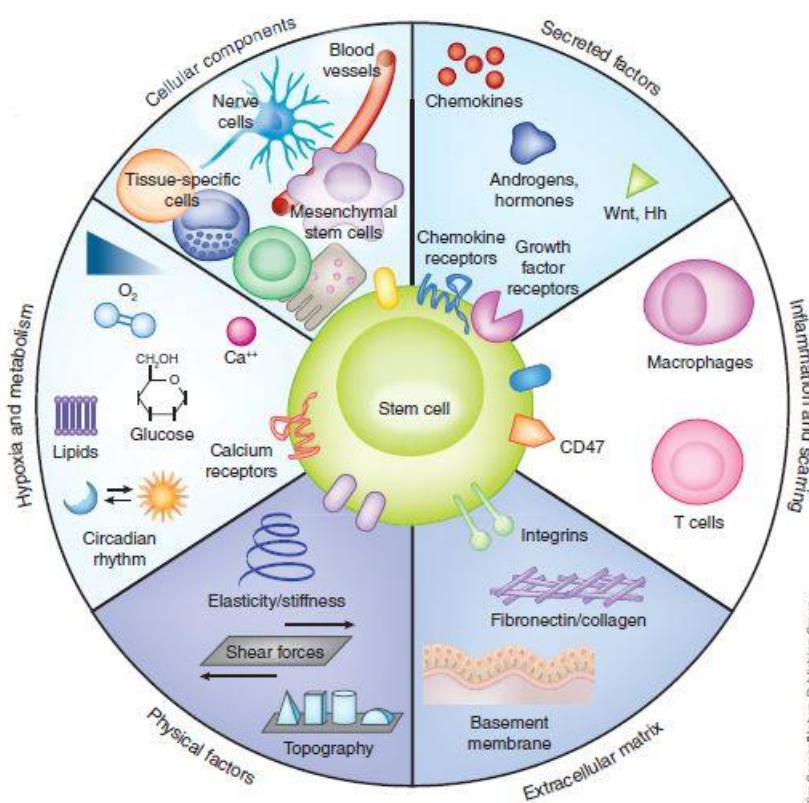 Cellular components
Blood
vessels
Nerve
cells
Tissue-specific
cells
Mesenchymal
stem cells
Secreted factors
Chemokines
Androgens,
hormones
Wnt, Hh
Chemokine
receptors
Growth
factor
receptors
Inflammation and scarring
Macrophages
CD47
T cells
Stem cell
Hypoxia and metabolism
O2
Ca++
CH2OH
O
Glucose
Lipids
Calcium
receptors
Circadian
rhythm
Physical factors
Elasticity/stiffness
Shear forces
Topography
Extracellular matrix
Integrins
Fibronectin/collagen
Basement
membrane